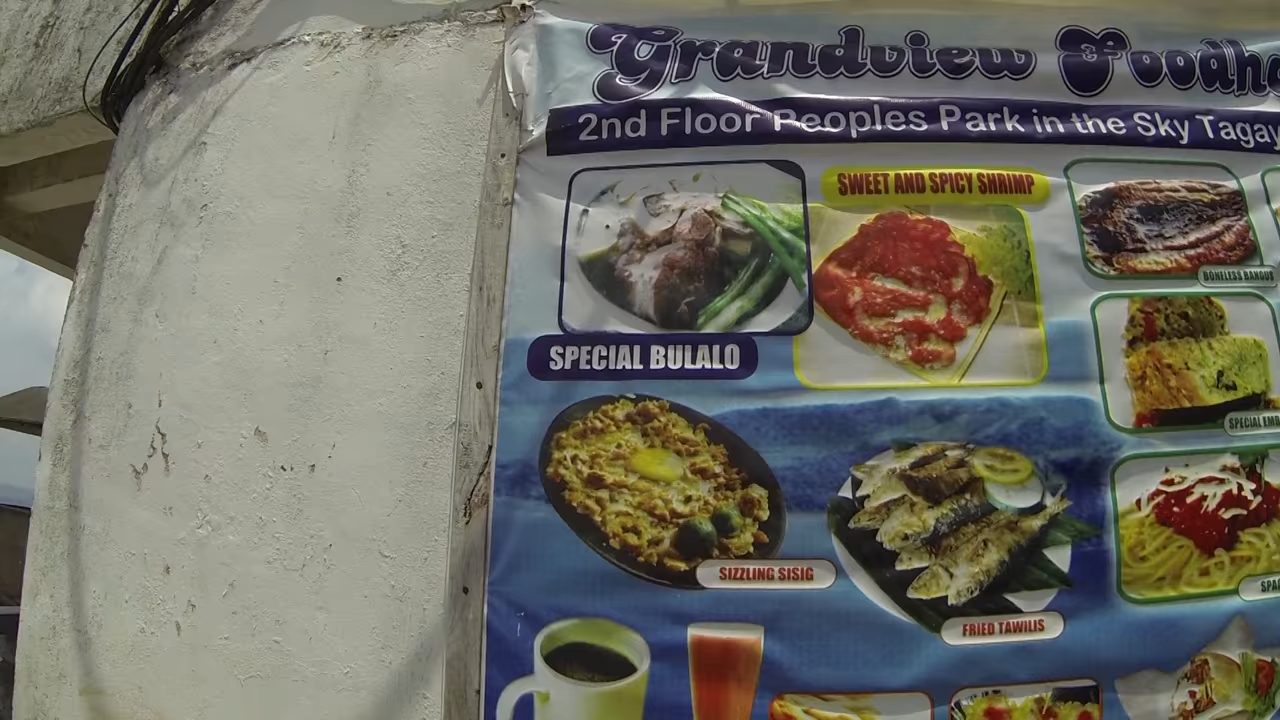 Grandview Foodha
2nd Floor Peoples Park in the Sky Tagay
SWEET AND SPICY SHRIMP
BONELESS BANGUS
SPECIAL BULALO
SPECIAL EMB
SIZZLING SISIG
SPAG
FRIED TAWILIS